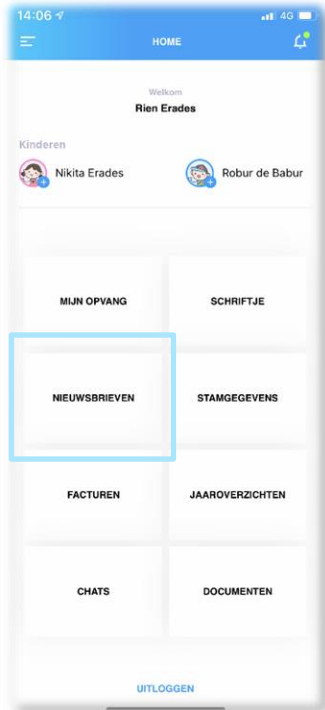 14:06 4G
HOME
Welkom
Rien Erades
Kinderen
Nikita Erades Robur de Babur
MIJN OPVANG SCHRIFTJE
NIEUWSBRIEVEN STAMGEGEVENS
FACTUREN JAAROVERZICHTEN
CHATS DOCUMENTEN
UITLOGGEN